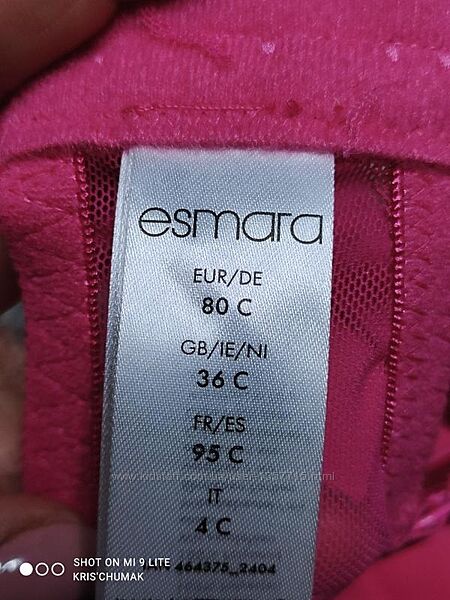 esmara
EUR/DE
80 C
GB/IE/NI
36 C
FR/ES
95 C
IT
4 C
464375_2404
SHOT ON MI 9 LITE
KRIS'CHUMAK